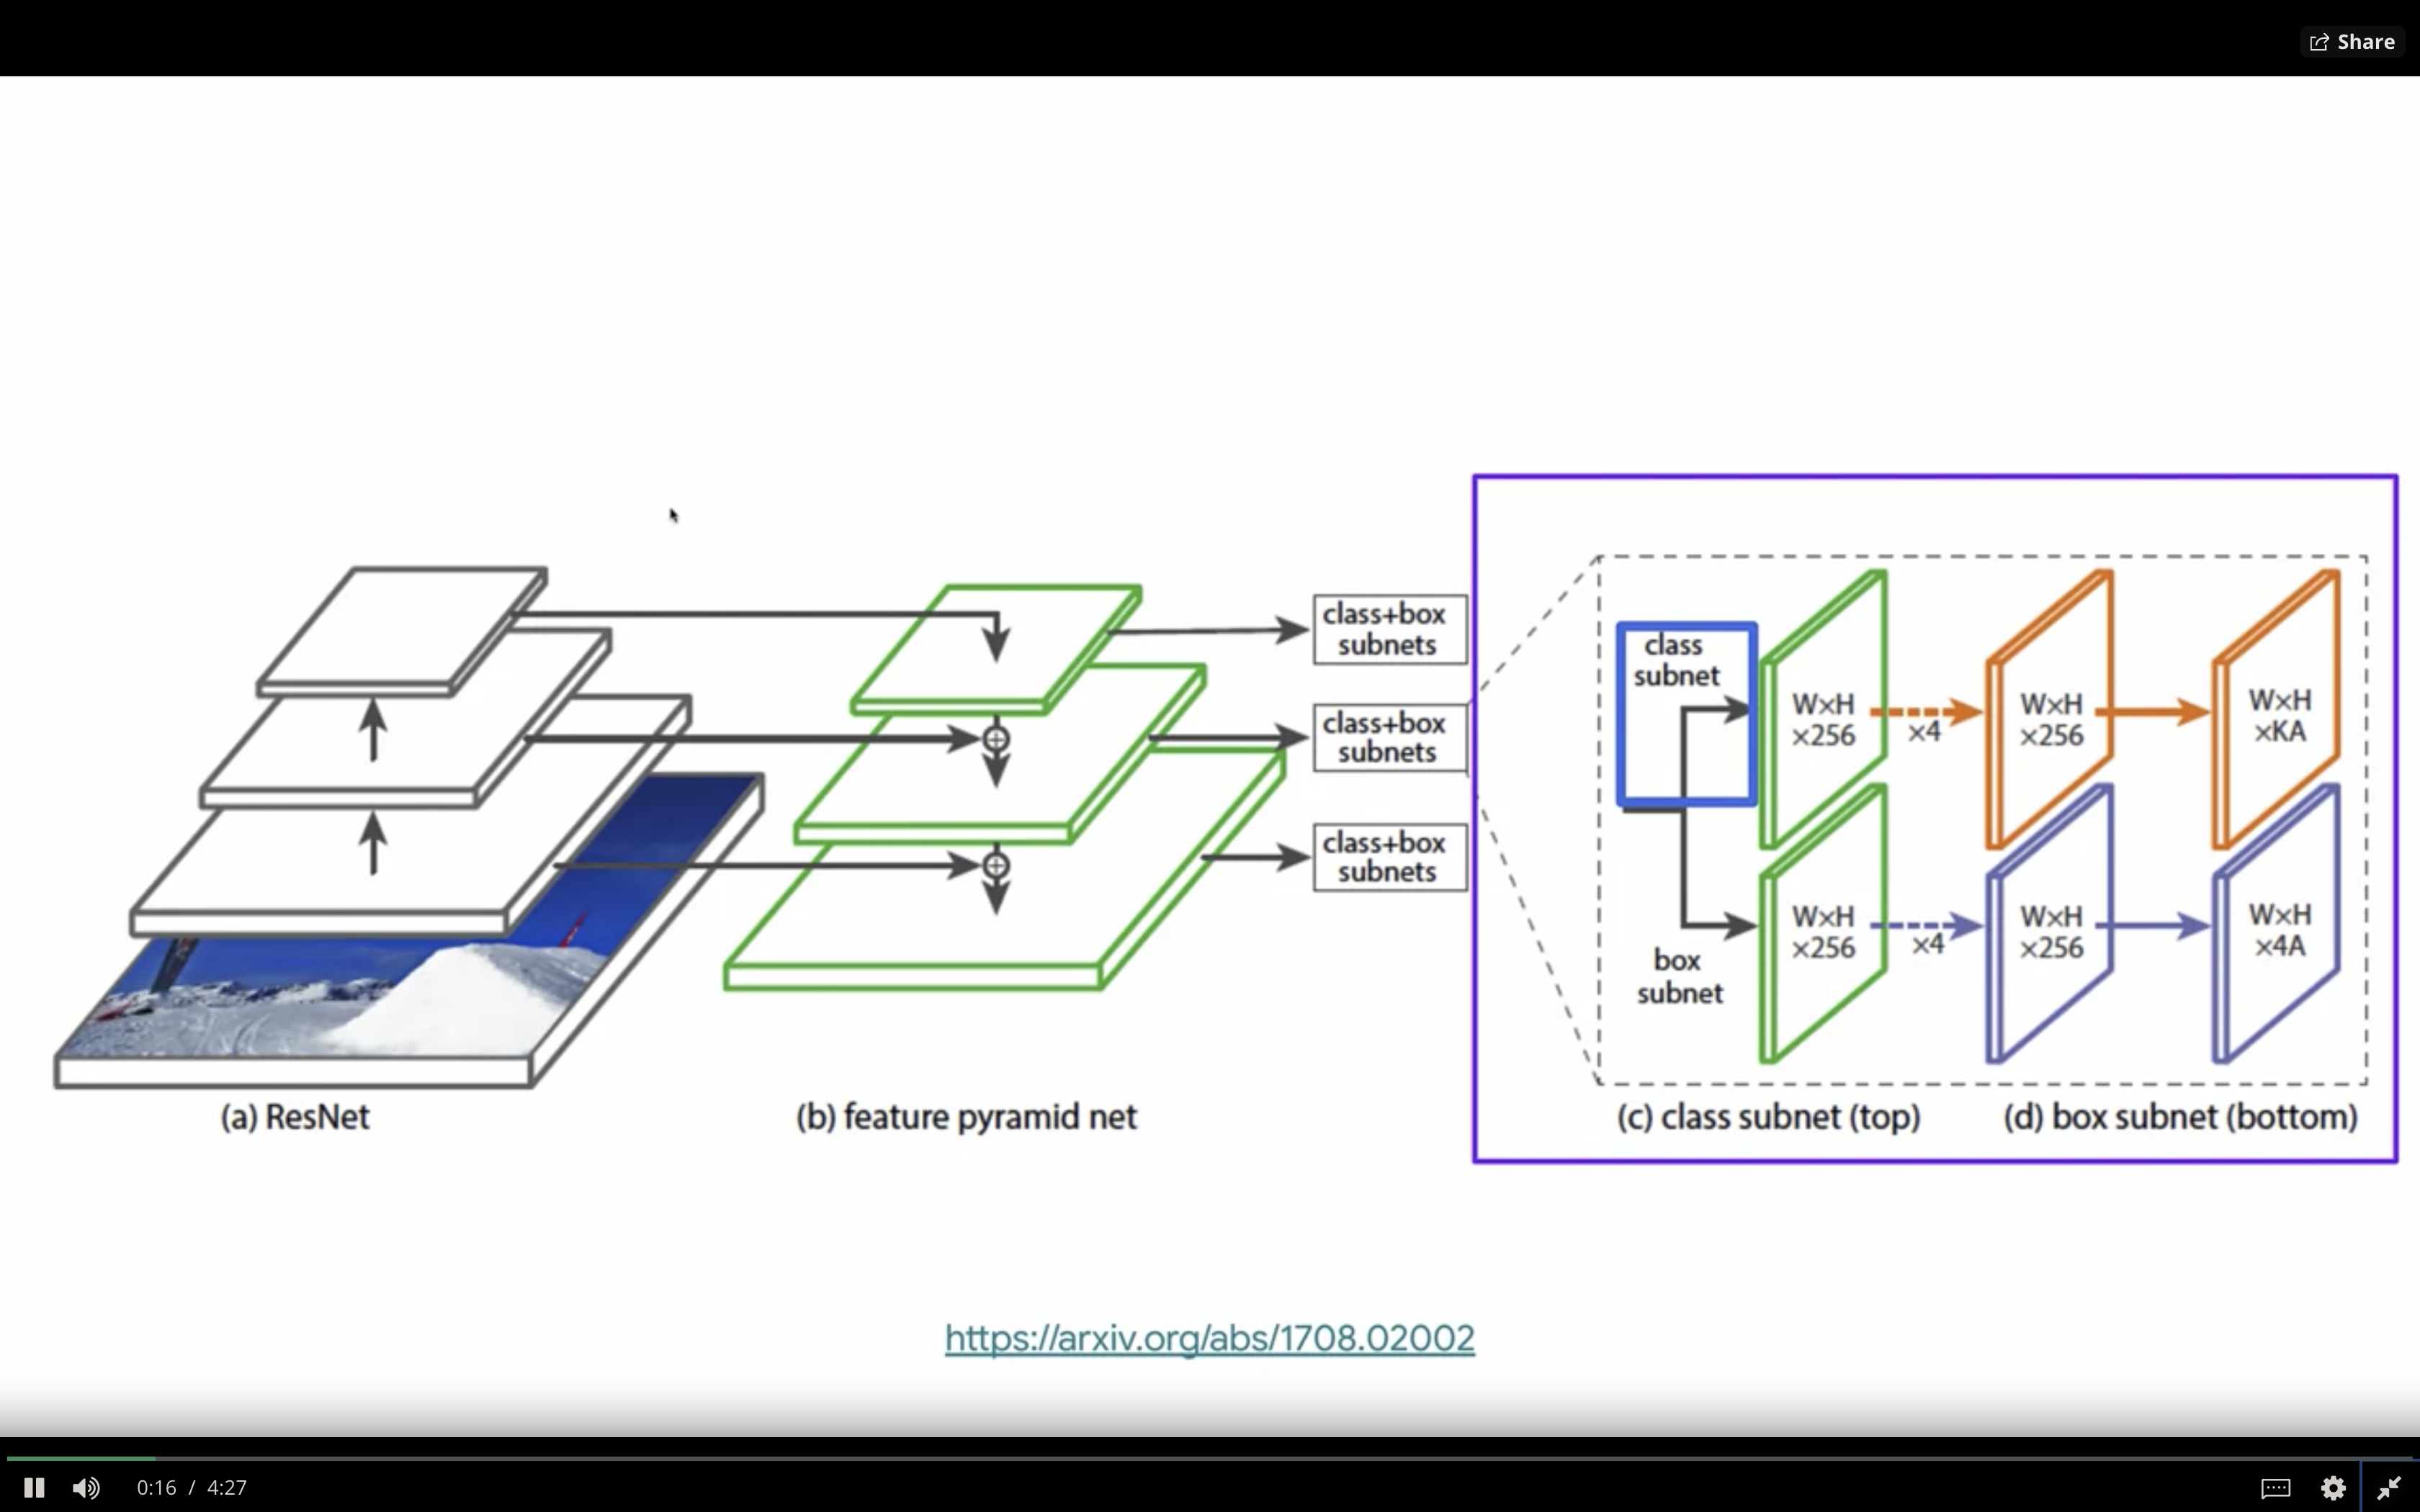 Share
class+box
subnets
class+box
subnets
class+box
subnets
class
subnet
W×H
×256
×4
W×H
×256
W×H
×KA
box
subnet
W×H
×256
×4
W×H
×256
W×H
×4A
(a) ResNet
(b) feature pyramid net
(c) class subnet (top)
(d) box subnet (bottom)
https://arxiv.org/abs/1708.02002
0:16 / 4:27